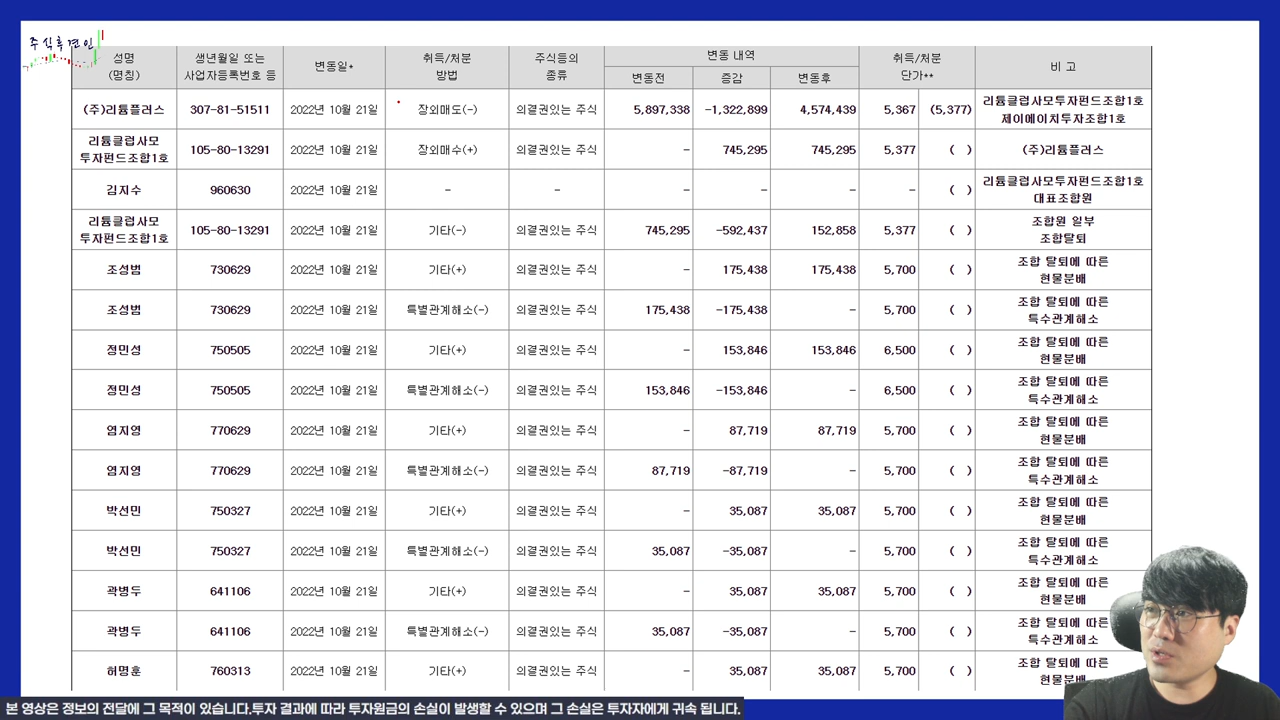 주식후견인
성명
(명칭)
생년월일 또는
사업자등록번호 등
변동일*
취득/처분
방법
주식등의
종류
변동 내역
변동전 증감 변동후
취득/처분
단가**
비 고
(주)리튬플러스 307-81-51511 2022년 10월 21일 장외매도(-) 의결권있는 주식 5,897,338 -1,322,899 4,574,439 5,367 (5,377) 리튬클럽사모투자펀드조합1호
제이에이치투자조합1호
리튬클럽사모
투자펀드조합1호 105-80-13291 2022년 10월 21일 장외매수(+) 의결권있는 주식 - 745,295 745,295 5,377 ( ) (주)리튬플러스
김지수 960630 2022년 10월 21일 - - - - - - ( ) 리튬클럽사모투자펀드조합1호
대표조합원
리튬클럽사모
투자펀드조합1호 105-80-13291 2022년 10월 21일 기타(-) 의결권있는 주식 745,295 -592,437 152,858 5,377 ( ) 조합원 일부
조합탈퇴
조성범 730629 2022년 10월 21일 기타(+) 의결권있는 주식 - 175,438 175,438 5,700 ( ) 조합 탈퇴에 따른
현물분배
조성범 730629 2022년 10월 21일 특별관계해소(-) 의결권있는 주식 175,438 -175,438 - 5,700 ( ) 조합 탈퇴에 따른
특수관계해소
정민성 750505 2022년 10월 21일 기타(+) 의결권있는 주식 - 153,846 153,846 6,500 ( ) 조합 탈퇴에 따른
현물분배
정민성 750505 2022년 10월 21일 특별관계해소(-) 의결권있는 주식 153,846 -153,846 - 6,500 ( ) 조합 탈퇴에 따른
특수관계해소
염지영 770629 2022년 10월 21일 기타(+) 의결권있는 주식 - 87,719 87,719 5,700 ( ) 조합 탈퇴에 따른
현물분배
염지영 770629 2022년 10월 21일 특별관계해소(-) 의결권있는 주식 87,719 -87,719 - 5,700 ( ) 조합 탈퇴에 따른
특수관계해소
박선민 750327 2022년 10월 21일 기타(+) 의결권있는 주식 - 35,087 35,087 5,700 ( ) 조합 탈퇴에 따른
현물분배
박선민 750327 2022년 10월 21일 특별관계해소(-) 의결권있는 주식 35,087 -35,087 - 5,700 ( ) 조합 탈퇴에 따른
특수관계해소
곽병두 641106 2022년 10월 21일 기타(+) 의결권있는 주식 - 35,087 35,087 5,700 ( ) 조합 탈퇴에 따른
현물분배
곽병두 641106 2022년 10월 21일 특별관계해소(-) 의결권있는 주식 35,087 -35,087 - 5,700 ( ) 조합 탈퇴에 따른
특수관계해소
허명훈 760313 2022년 10월 21일 기타(+) 의결권있는 주식 - 35,087 35,087 5,700 ( ) 조합 탈퇴에 따른
현물분배
본 영상은 정보의 전달에 그 목적이 있습니다.투자 결과에 따라 투자원금의 손실이 발생할 수 있으며 그 손실은 투자자에게 귀속 됩니다.